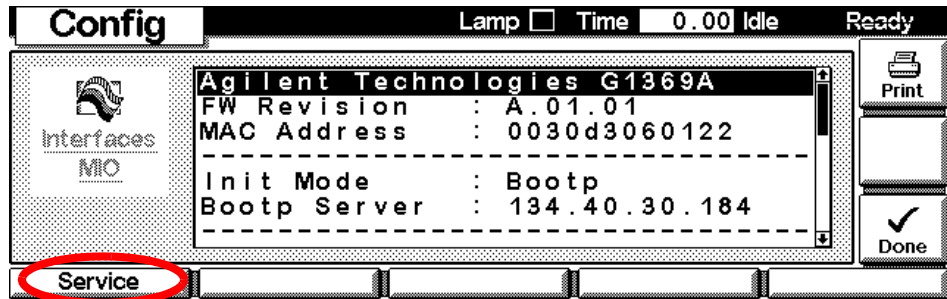 Config
Lamp Time 0.00 Idle Ready
Agilent Technologies G1369A
FW Revision : A.01.01
MAC Address : 0030d3060122
Interfaces
MIO
Init Mode : Bootp
Bootp Server : 134.40.30.184
Print
Done
Service